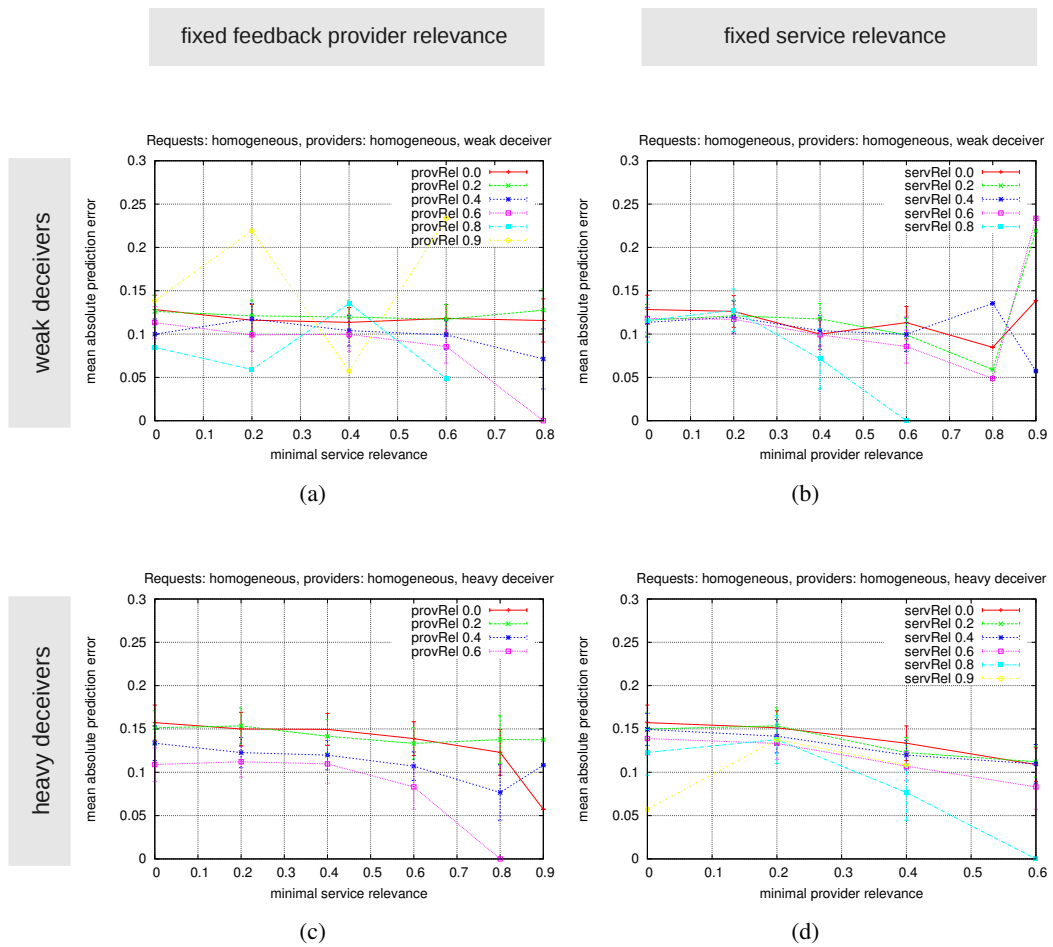 fixed feedback provider relevance
fixed service relevance
weak deceivers
Requests: homogeneous, providers: homogeneous, weak deceiver
mean absolute prediction error
0.3
0.25
0.2
0.15
0.1
0.05
0
provRel 0.0
provRel 0.2
provRel 0.4
provRel 0.6
provRel 0.8
provRel 0.9
0 0.1 0.2 0.3 0.4 0.5 0.6 0.7 0.8
minimal service relevance
(a)
Requests: homogeneous, providers: homogeneous, weak deceiver
mean absolute prediction error
0.3
0.25
0.2
0.15
0.1
0.05
0
servRel 0.0
servRel 0.2
servRel 0.4
servRel 0.6
servRel 0.8
0 0.1 0.2 0.3 0.4 0.5 0.6 0.7 0.8 0.9
minimal provider relevance
(b)
heavy deceivers
Requests: homogeneous, providers: homogeneous, heavy deceiver
mean absolute prediction error
0.3
0.25
0.2
0.15
0.1
0.05
0
provRel 0.0
provRel 0.2
provRel 0.4
provRel 0.6
0 0.1 0.2 0.3 0.4 0.5 0.6 0.7 0.8 0.9
minimal service relevance
(c)
Requests: homogeneous, providers: homogeneous, heavy deceiver
mean absolute prediction error
0.3
0.25
0.2
0.15
0.1
0.05
0
servRel 0.0
servRel 0.2
servRel 0.4
servRel 0.6
servRel 0.8
servRel 0.9
0 0.1 0.2 0.3 0.4 0.5 0.6
minimal provider relevance
(d)